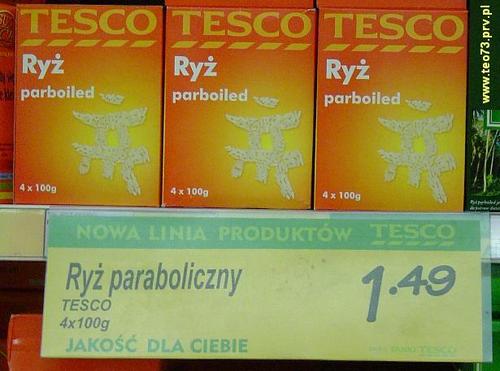 TESCO
Ryż
parboiled
4 x 100g
TESCO
Ryż
parboiled
4 x 100g
TESCO
Ryż
parboiled
4 x 100g
www.teo73.prv.pl
NOWA LINIA PRODUKTÓW TESCO
Ryż paraboliczny
1.49
TESCO
4x100g
JAKOŚĆ DLA CIEBIE
TESCO